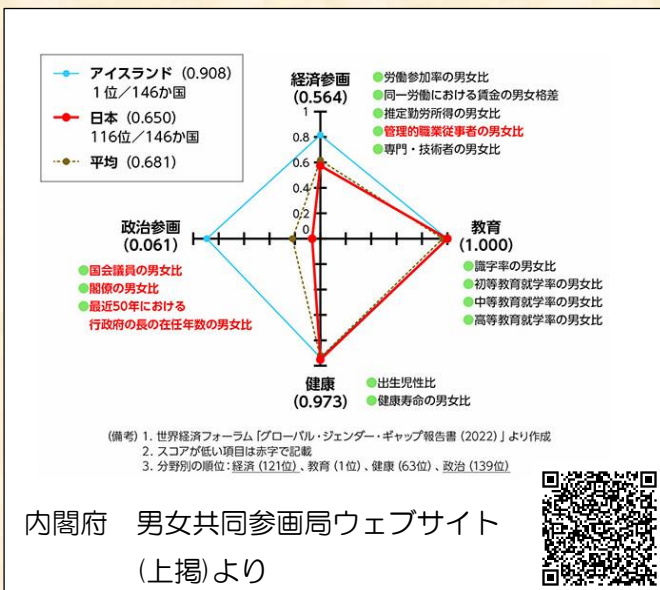 アイスランド (0.908)
1位／146か国
日本 (0.650)
116位／146か国
平均 (0.681)
経済参画
(0.564)
●労働参加率の男女比
●同一労働における賃金の男女格差
●推定勤労所得の男女比
●管理的職業従事者の男女比
●専門・技術者の男女比
1
0.8
0.6
0.4
0.2
0
政治参画
(0.061)
●国会議員の男女比
●閣僚の男女比
●最近50年における
行政府の長の在任年数の男女比
教育
(1.000)
●識字率の男女比
●初等教育就学率の男女比
●中等教育就学率の男女比
●高等教育就学率の男女比
健康
(0.973)
●出生児性比
●健康寿命の男女比
(備考) 1. 世界経済フォーラム「グローバル・ジェンダー・ギャップ報告書 (2022)」より作成
2. スコアが低い項目は赤字で記載
3. 分野別の順位：経済 (121位)、教育 (1位)、健康 (63位)、政治 (139位)
内閣府　男女共同参画局ウェブサイト
(上掲)より